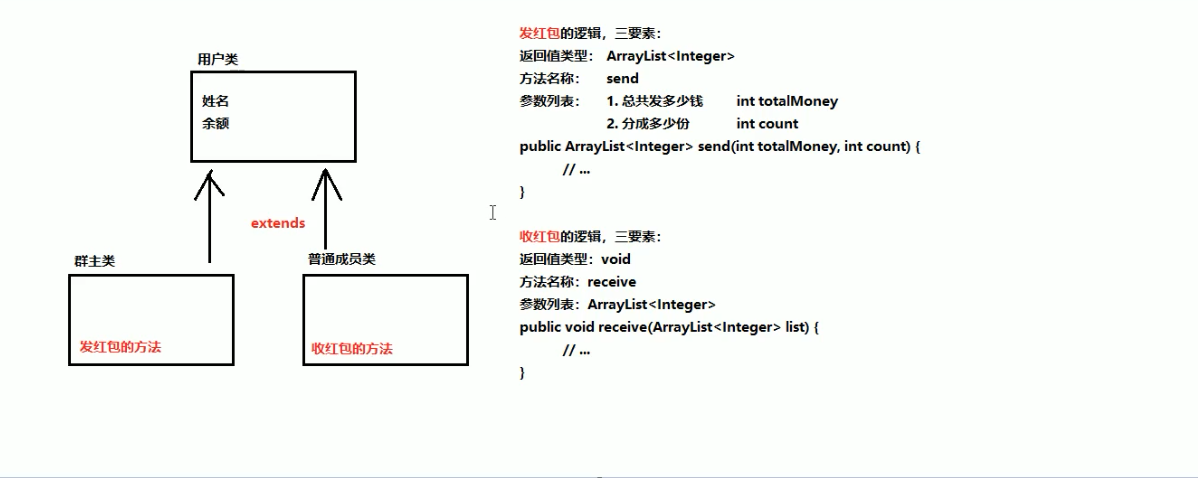 用户类
姓名
余额
extends
群主类
发红包的方法
普通成员类
收红包的方法
发红包的逻辑，三要素：
返回值类型： ArrayList<Integer>
方法名称： send
参数列表： 1. 总共发多少钱 int totalMoney
2. 分成多少份 int count
public ArrayList<Integer> send(int totalMoney, int count) {
// ...
}
收红包的逻辑，三要素：
返回值类型：void
方法名称：receive
参数列表：ArrayList<Integer>
public void receive(ArrayList<Integer> list) {
// ...
}